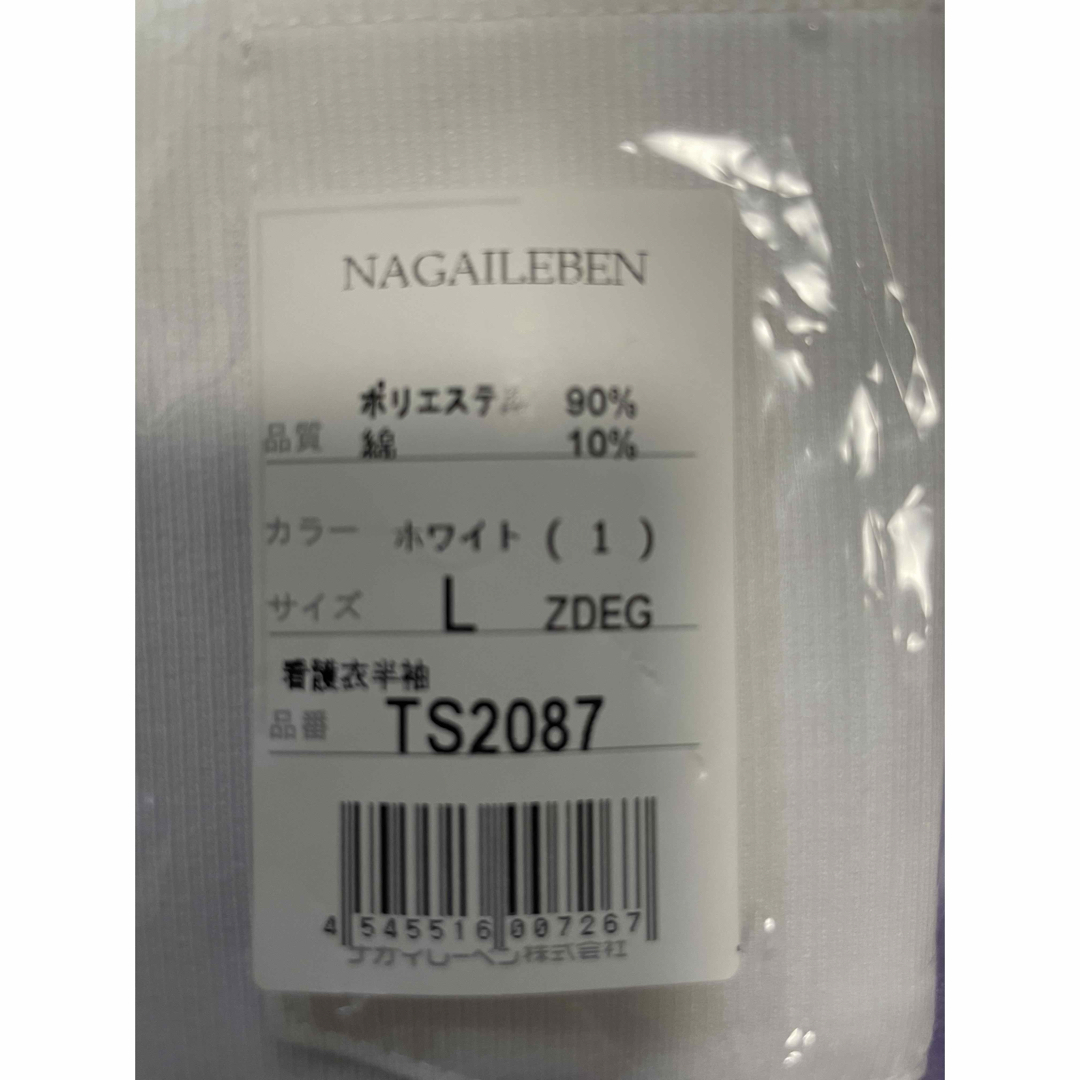 NAGAILEBEN
ポリエステル 90%
品質 綿 10%
カラー ホワイト ( 1 )
サイズ L ZDEG
看護衣半袖
品番 TS2087
4 545516 007267
ナガイレーベン株式会社